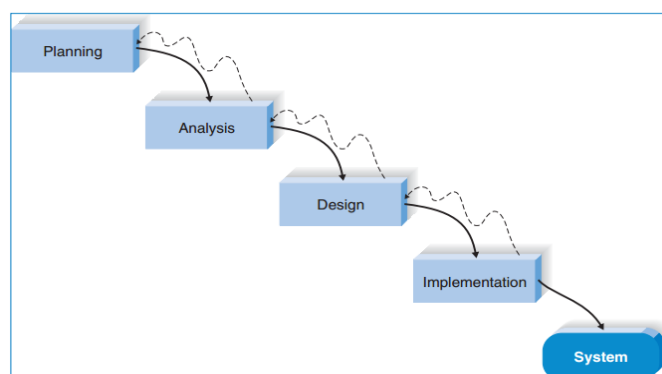 Planning
Analysis
Design
Implementation
System